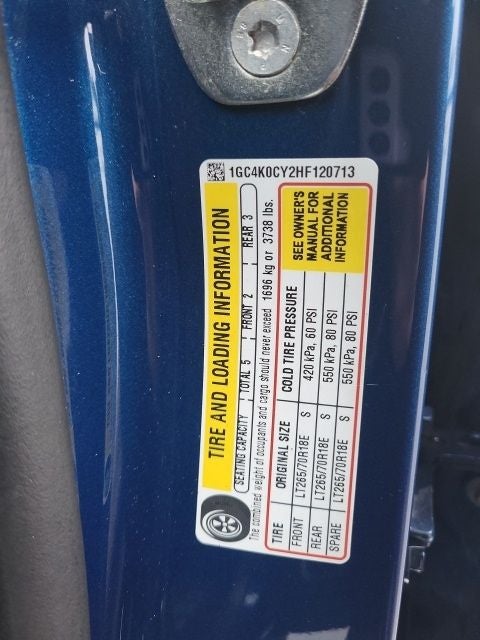 1GC4K0CY2HF120713
TIRE AND LOADING INFORMATION
SEATING CAPACITY TOTAL 5 FRONT 2 REAR 3
The combined weight of occupants and cargo should never exceed 1696 kg or 3738 lbs.
TIRE ORIGINAL SIZE COLD TIRE PRESSURE
FRONT LT265/70R18E S 420 kPa, 60 PSI
REAR LT265/70R18E S 550 kPa, 80 PSI
SPARE LT265/70R18E S 550 kPa, 80 PSI
SEE OWNER'S
MANUAL FOR
ADDITIONAL
INFORMATION